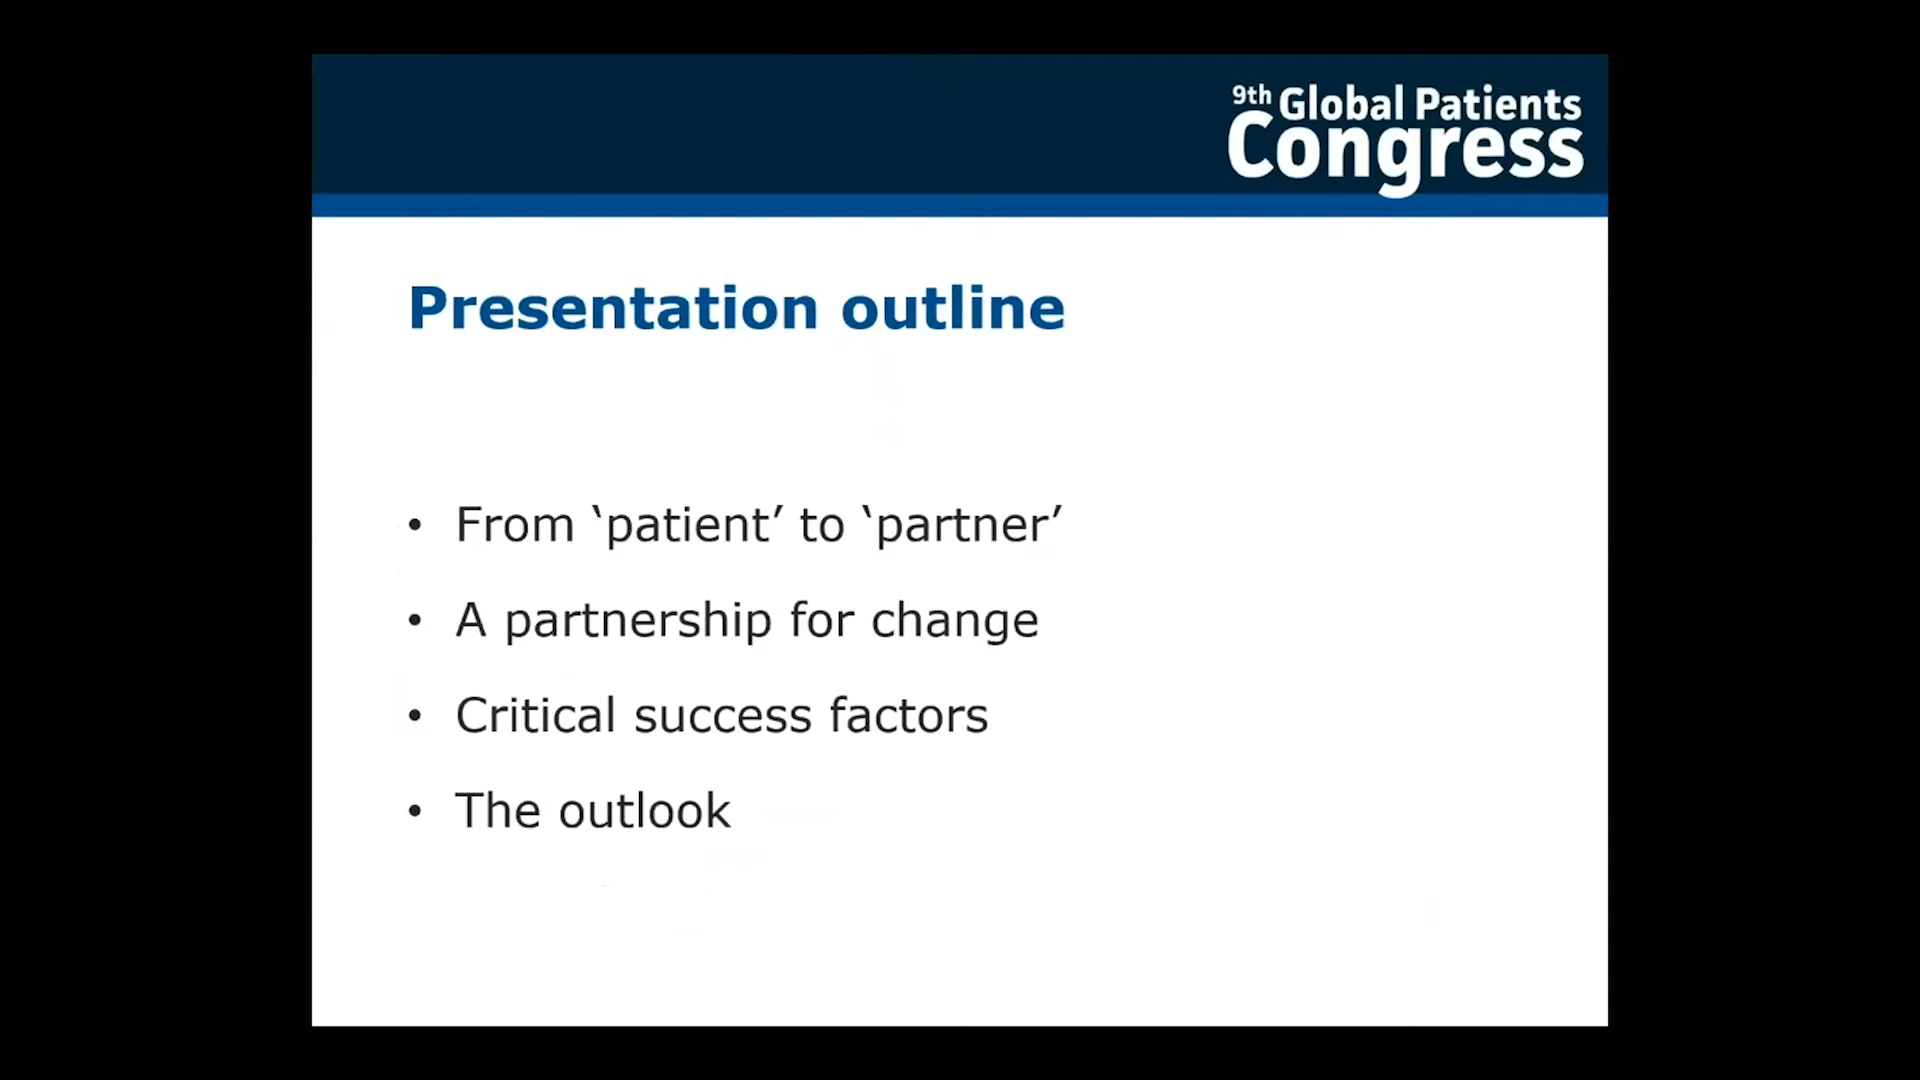 9th Global Patients
Congress
Presentation outline
• From ‘patient’ to ‘partner’
• A partnership for change
• Critical success factors
• The outlook